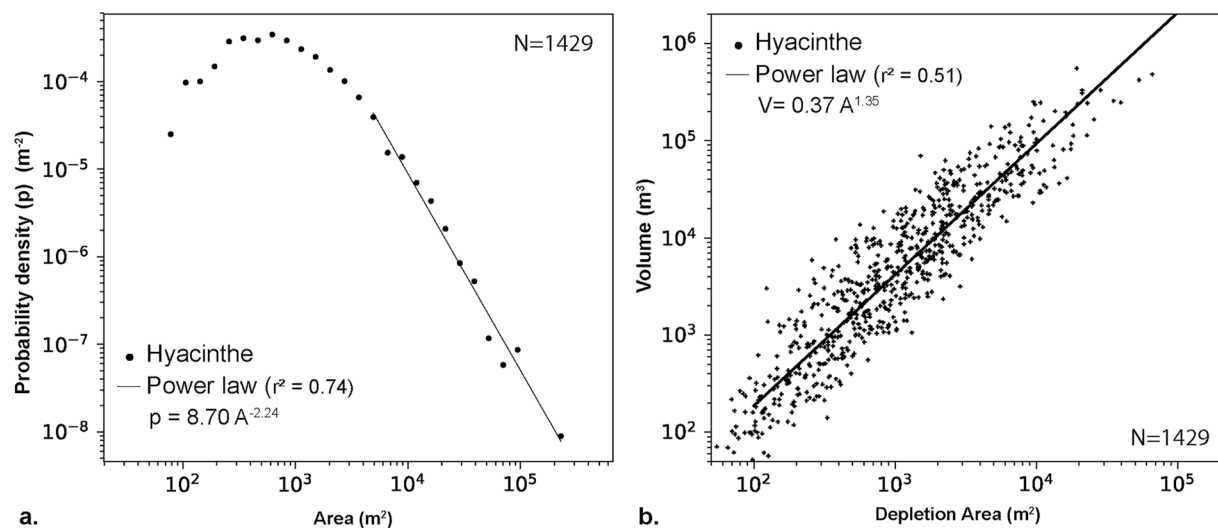 N=1429
10⁻⁴
10⁻⁵
10⁻⁶
10⁻⁷
10⁻⁸
Probability density (p) (m⁻²)
Hyacinthe
Power law (r² = 0.74)
p = 8.70 A⁻²·²⁴
10² 10³ 10⁴ 10⁵
Area (m²)
a.
Hyacinthe
Power law (r² = 0.51)
V= 0.37 A¹·³⁵
10⁶
10⁵
10⁴
10³
10²
Volume (m³)
N=1429
10² 10³ 10⁴ 10⁵
Depletion Area (m²)
b.